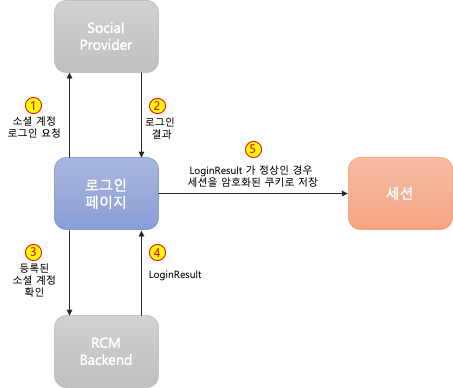 Social
Provider
1
소셜 계정
로그인 요청
2
로그인
결과
로그인
페이지
5
LoginResult 가 정상인 경우
세션을 암호화된 쿠키로 저장
세션
3
등록된
소셜 계정
확인
4
LoginResult
RCM
Backend